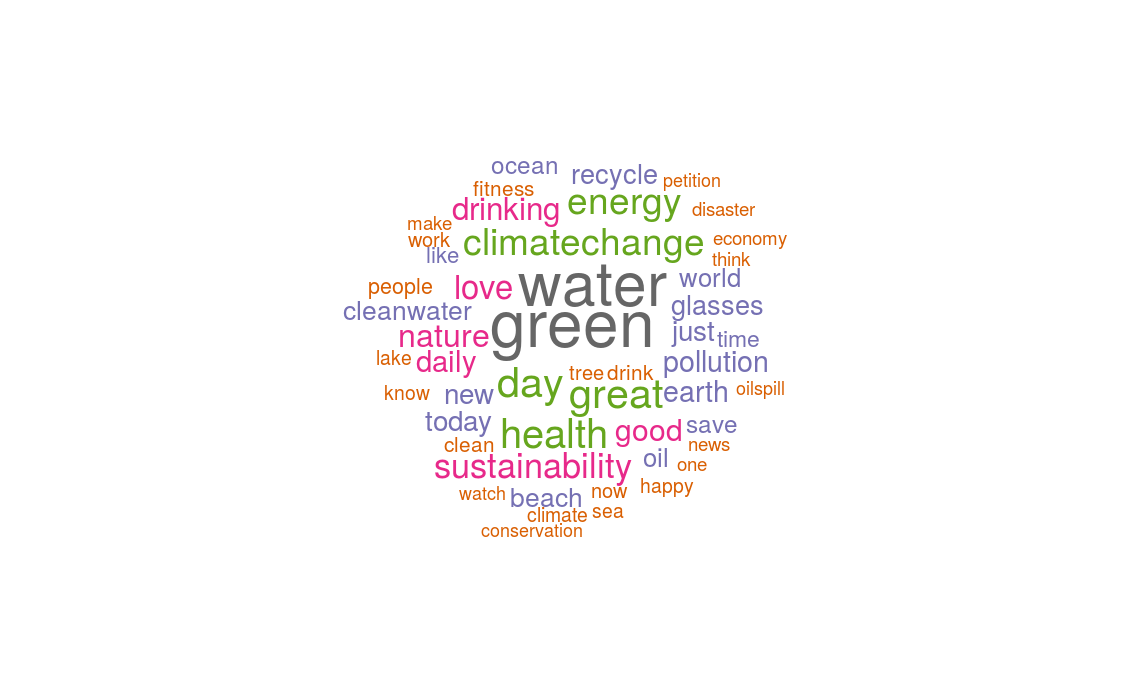 ocean
recycle
petition
fitness
energy
drinking
disaster
make
work
climatechange
economy
like
think
world
people
love
water
cleanwater
glasses
green
nature
just
time
lake
daily
pollution
tree
drink
day
know
new
great
earth
oilspill
today
health
good
save
clean
news
sustainability
oil
one
watch
beach
now
happy
climate
sea
conservation